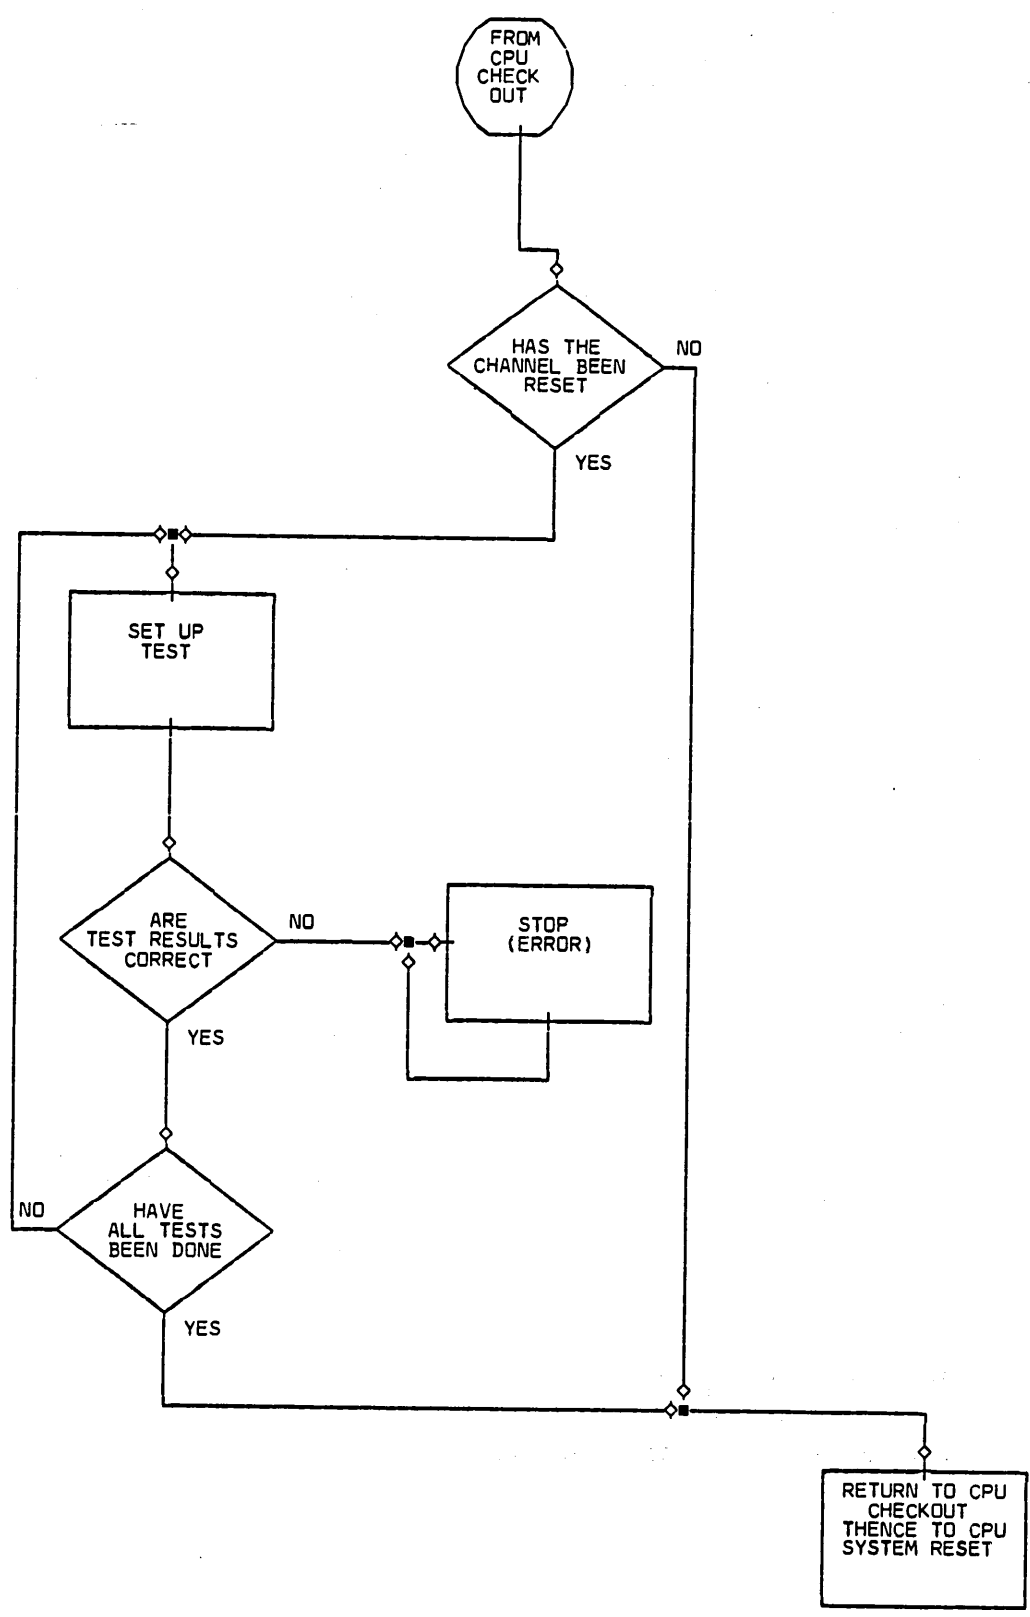 FROM
CPU
CHECK
OUT
HAS THE
CHANNEL BEEN
RESET
NO
YES
SET UP
TEST
ARE
TEST RESULTS
CORRECT
NO
YES
STOP
(ERROR)
HAVE
ALL TESTS
BEEN DONE
NO
YES
RETURN TO CPU
CHECKOUT
THENCE TO CPU
SYSTEM RESET